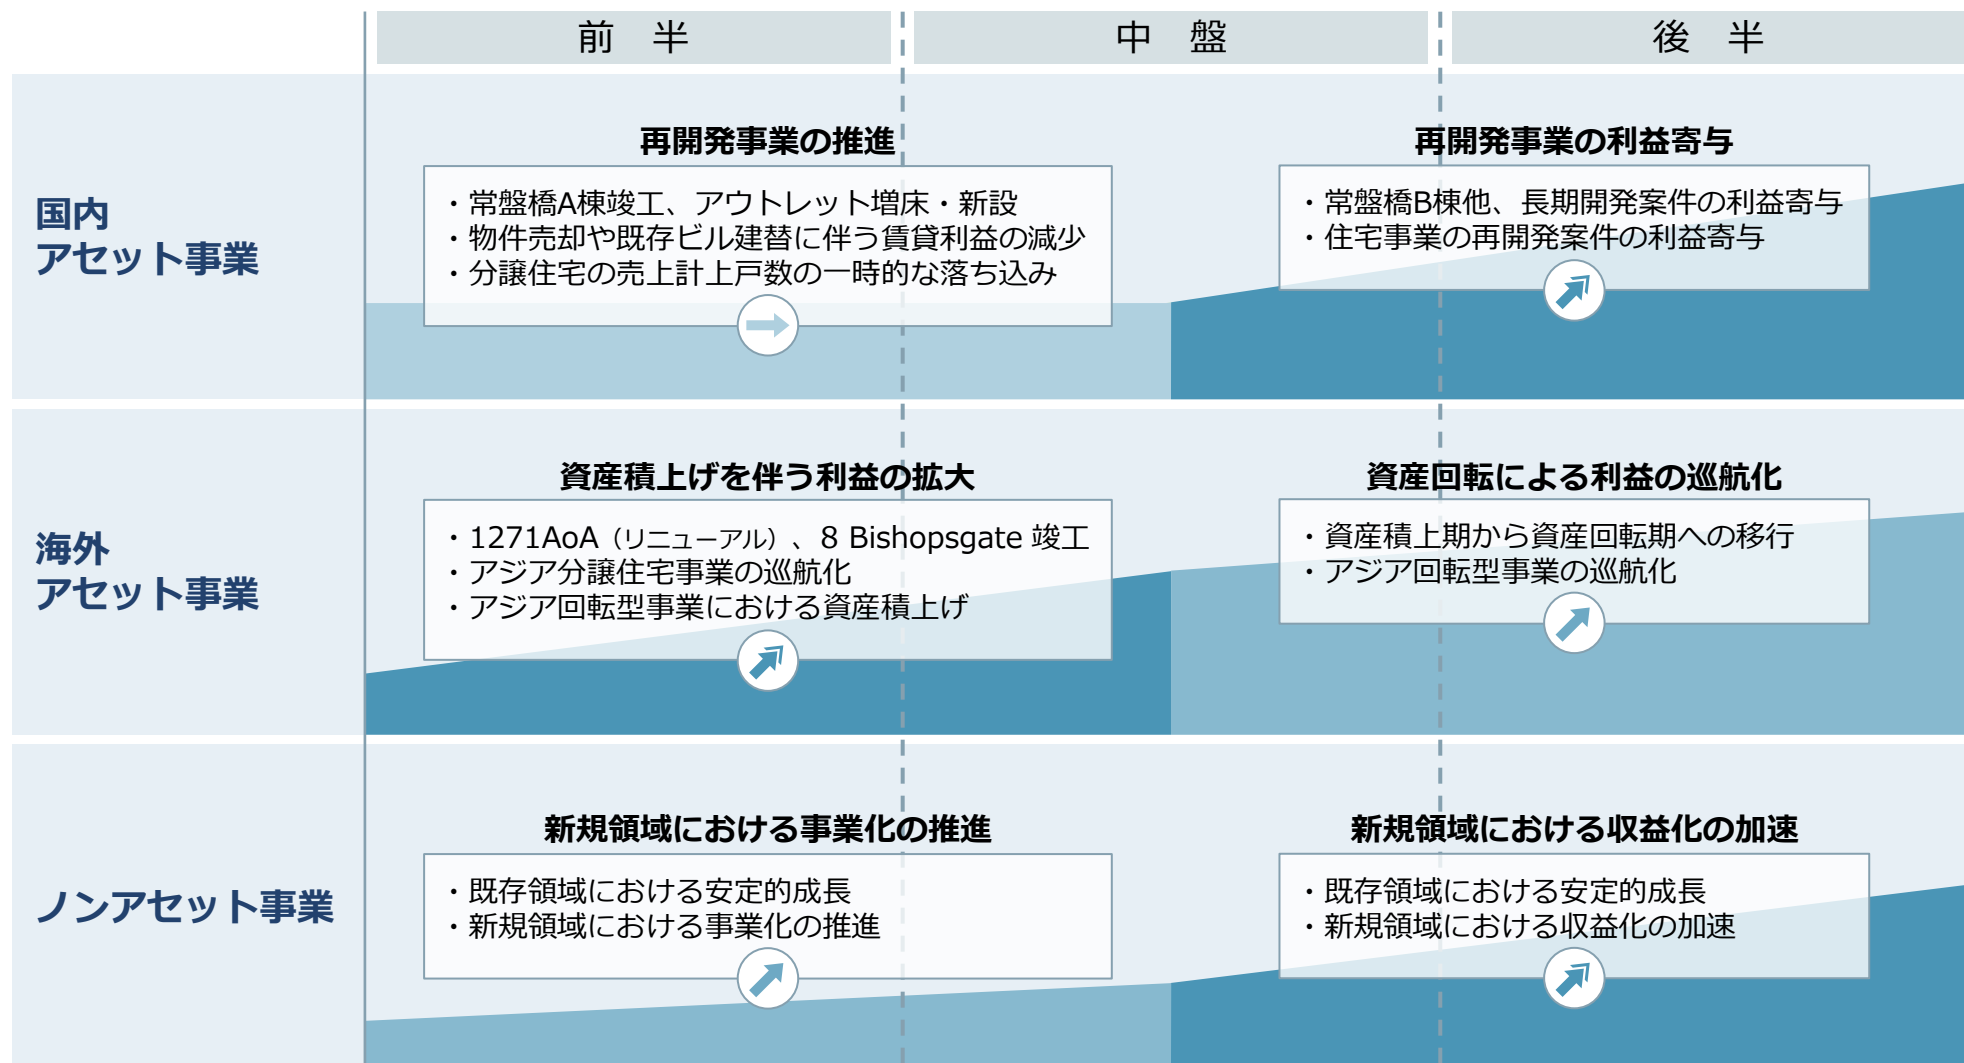 前　半
中　盤
後　半
国内
アセット事業
再開発事業の推進
・常盤橋A棟竣工、アウトレット増床・新設
・物件売却や既存ビル建替に伴う賃貸利益の減少
・分譲住宅の売上計上戸数の一時的な落ち込み
再開発事業の利益寄与
・常盤橋B棟他、長期開発案件の利益寄与
・住宅事業の再開発案件の利益寄与
海外
アセット事業
資産積上げを伴う利益の拡大
・1271AoA（リニューアル）、8 Bishopsgate 竣工
・アジア分譲住宅事業の巡航化
・アジア回転型事業における資産積上げ
資産回転による利益の巡航化
・資産積上期から資産回転期への移行
・アジア回転型事業の巡航化
ノンアセット事業
新規領域における事業化の推進
・既存領域における安定的成長
・新規領域における事業化の推進
新規領域における収益化の加速
・既存領域における安定的成長
・新規領域における収益化の加速